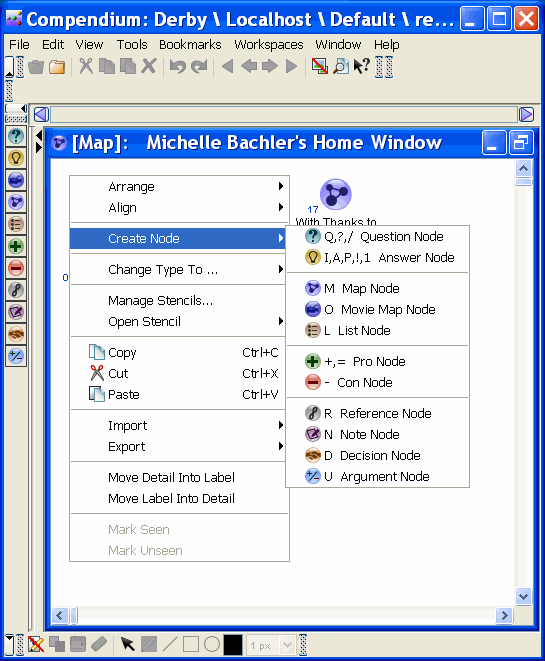 Compendium: Derby \ Localhost \ Default \ re...
File Edit View Tools Bookmarks Workspaces Window Help
[Map]: Michelle Bachler's Home Window
17
With Thanks to
0
Arrange
Align
Create Node
Change Type To ...
Manage Stencils...
Open Stencil
Copy Ctrl+C
Cut Ctrl+X
Paste Ctrl+V
Import
Export
Move Detail Into Label
Move Label Into Detail
Mark Seen
Mark Unseen
Q,?,/ Question Node
I,A,P,!,1 Answer Node
M Map Node
O Movie Map Node
L List Node
+,= Pro Node
- Con Node
R Reference Node
N Note Node
D Decision Node
U Argument Node
1 px